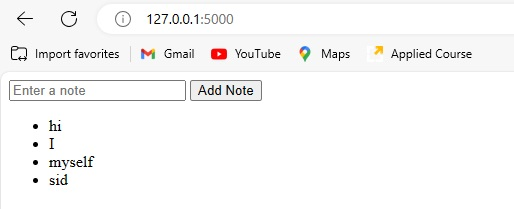 127.0.0.1:5000
Import favorites Gmail YouTube Maps Applied Course
Enter a note Add Note
hi
I
myself
sid